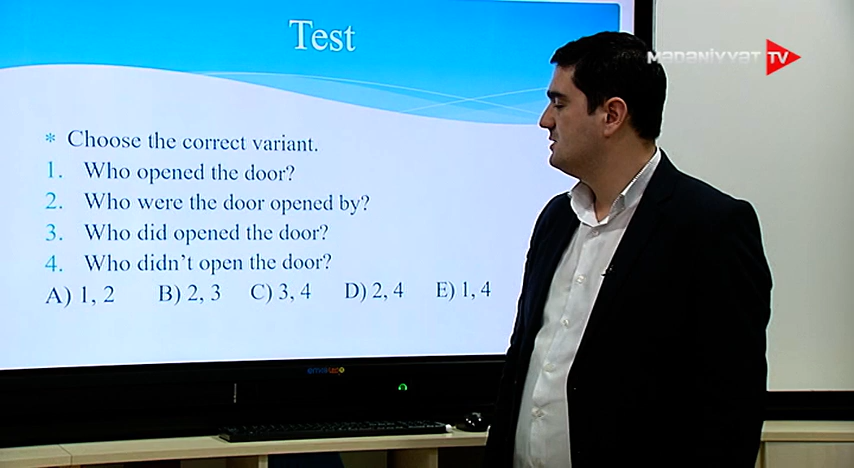 Test
MƏDƏNİYYƏT TV
* Choose the correct variant.
1. Who opened the door?
2. Who were the door opened by?
3. Who did opened the door?
4. Who didn't open the door?
A) 1, 2 B) 2, 3 C) 3, 4 D) 2, 4 E) 1, 4